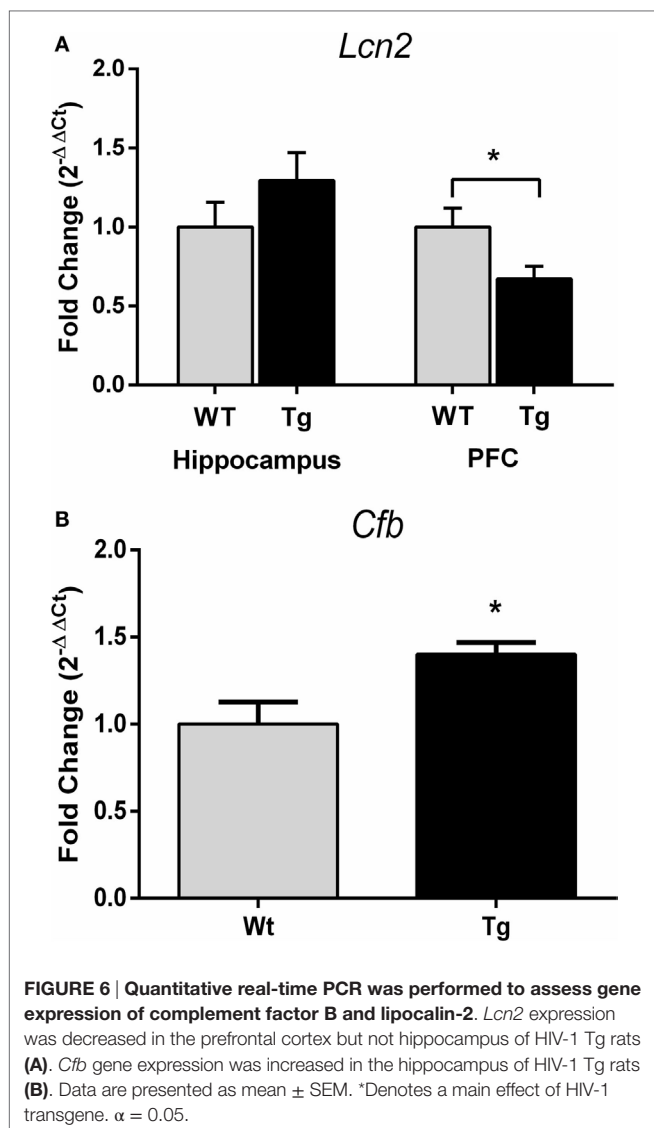 A
Lcn2
Fold Change (2^-Δ ΔCt)
2.0
1.5
1.0
0.5
0.0
*
WT Tg WT Tg
Hippocampus PFC
B
Cfb
Fold Change (2^-Δ ΔCt)
2.0
1.5
1.0
0.5
0.0
*
Wt Tg
FIGURE 6 | Quantitative real-time PCR was performed to assess gene
expression of complement factor B and lipocalin-2. Lcn2 expression
was decreased in the prefrontal cortex but not hippocampus of HIV-1 Tg rats
(A). Cfb gene expression was increased in the hippocampus of HIV-1 Tg rats
(B). Data are presented as mean ± SEM. *Denotes a main effect of HIV-1
transgene. α = 0.05.